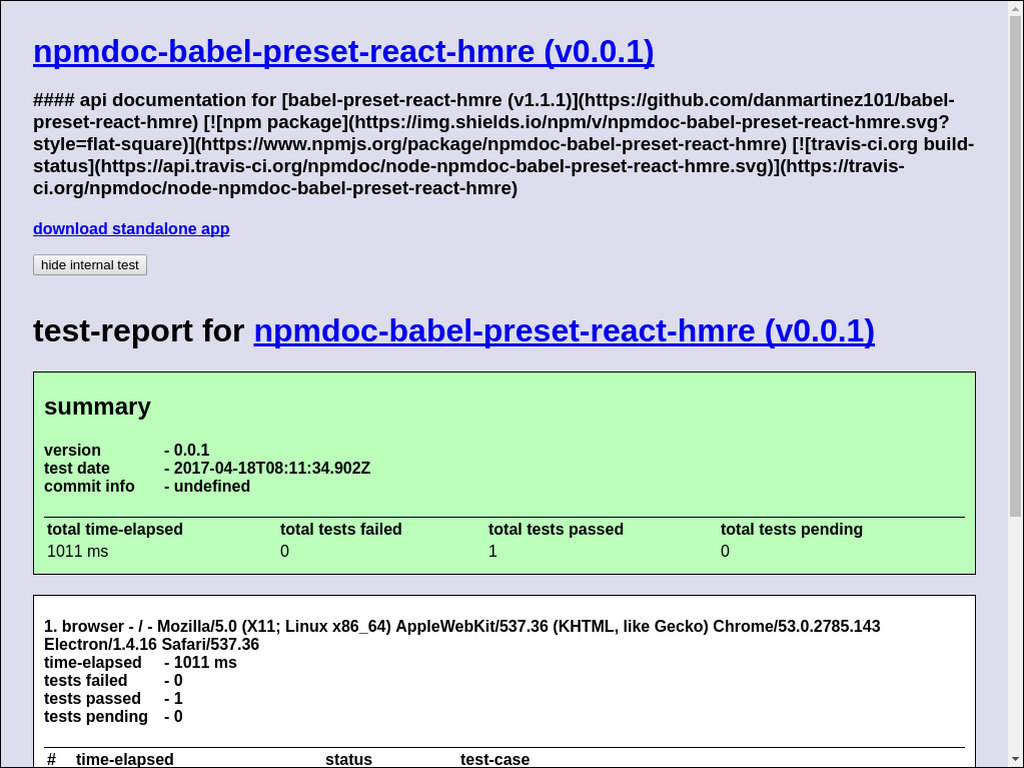 npmdoc-babel-preset-react-hmre (v0.0.1)
#### api documentation for [babel-preset-react-hmre (v1.1.1)](https://github.com/danmartinez101/babel-
preset-react-hmre) [![npm package](https://img.shields.io/npm/v/npmdoc-babel-preset-react-hmre.svg?
style=flat-square)](https://www.npmjs.org/package/npmdoc-babel-preset-react-hmre) [![travis-ci.org build-
status](https://api.travis-ci.org/npmdoc/node-npmdoc-babel-preset-react-hmre.svg)](https://travis-
ci.org/npmdoc/node-npmdoc-babel-preset-react-hmre)
download standalone app
hide internal test
test-report for npmdoc-babel-preset-react-hmre (v0.0.1)
summary
version - 0.0.1
test date - 2017-04-18T08:11:34.902Z
commit info - undefined
total time-elapsed total tests failed total tests passed total tests pending
1011 ms 0 1 0
1. browser - / - Mozilla/5.0 (X11; Linux x86_64) AppleWebKit/537.36 (KHTML, like Gecko) Chrome/53.0.2785.143
Electron/1.4.16 Safari/537.36
time-elapsed - 1011 ms
tests failed - 0
tests passed - 1
tests pending - 0
# time-elapsed status test-case